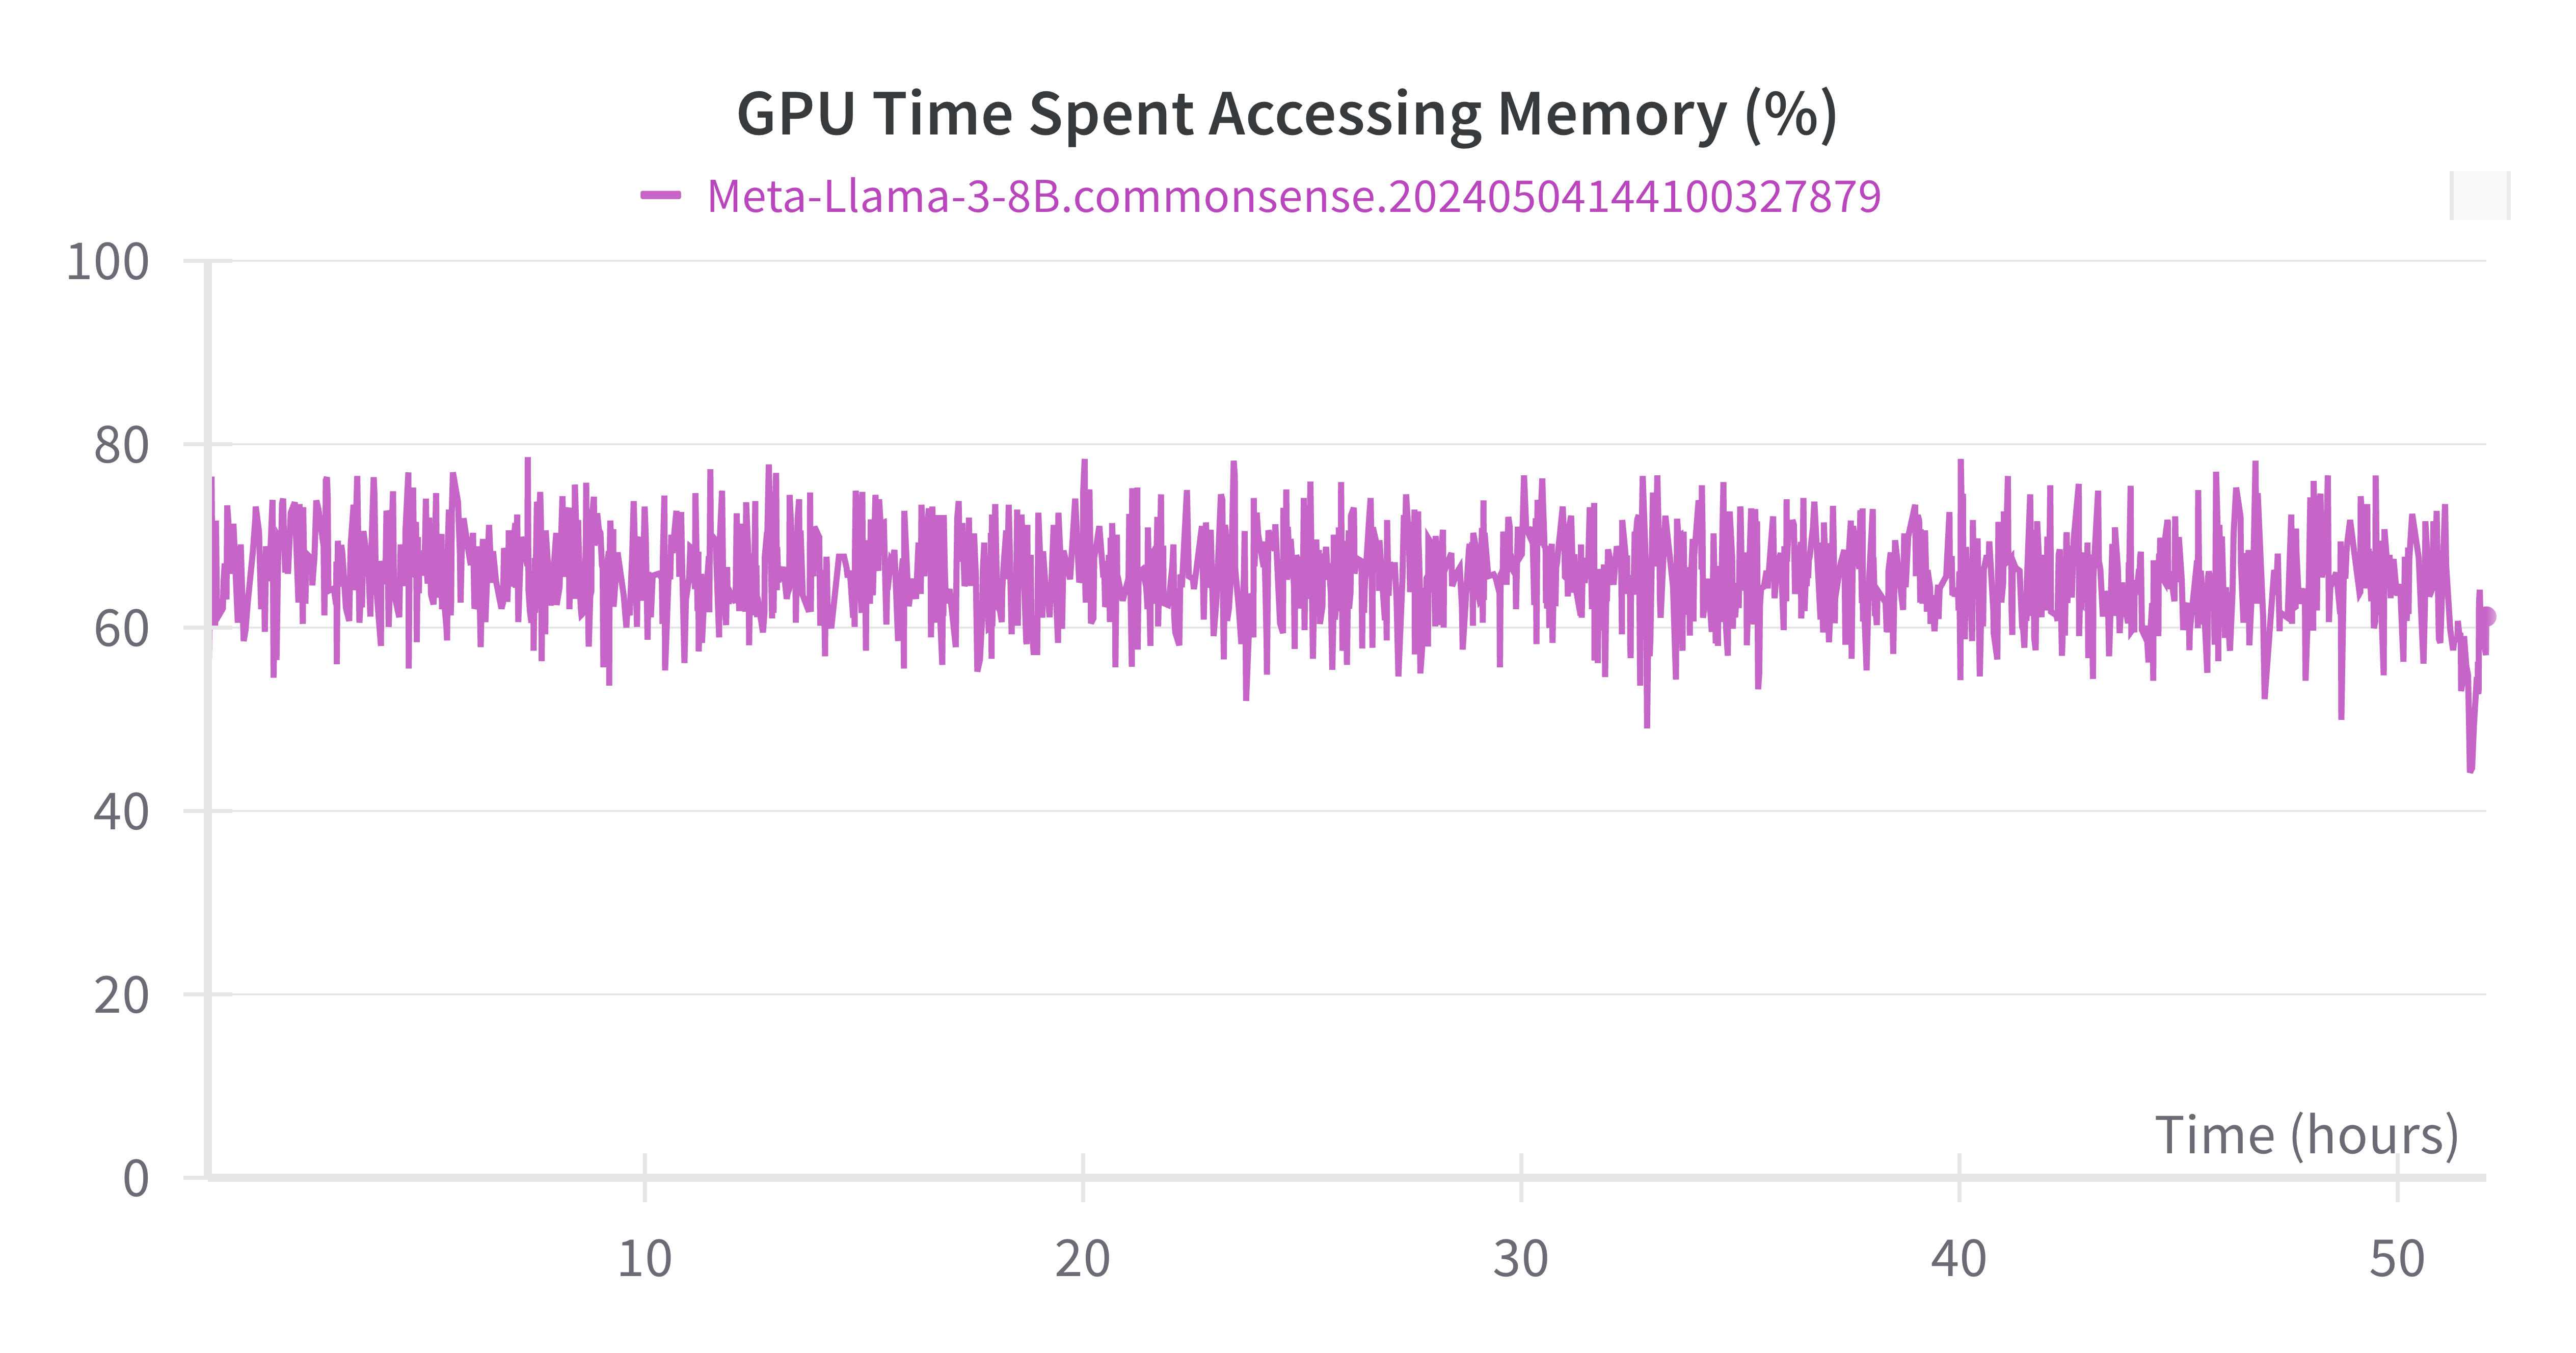 GPU Time Spent Accessing Memory (%)
Meta-Llama-3-8B.commonsense.20240504144100327879
100
80
60
40
20
0
Time (hours)
10 20 30 40 50